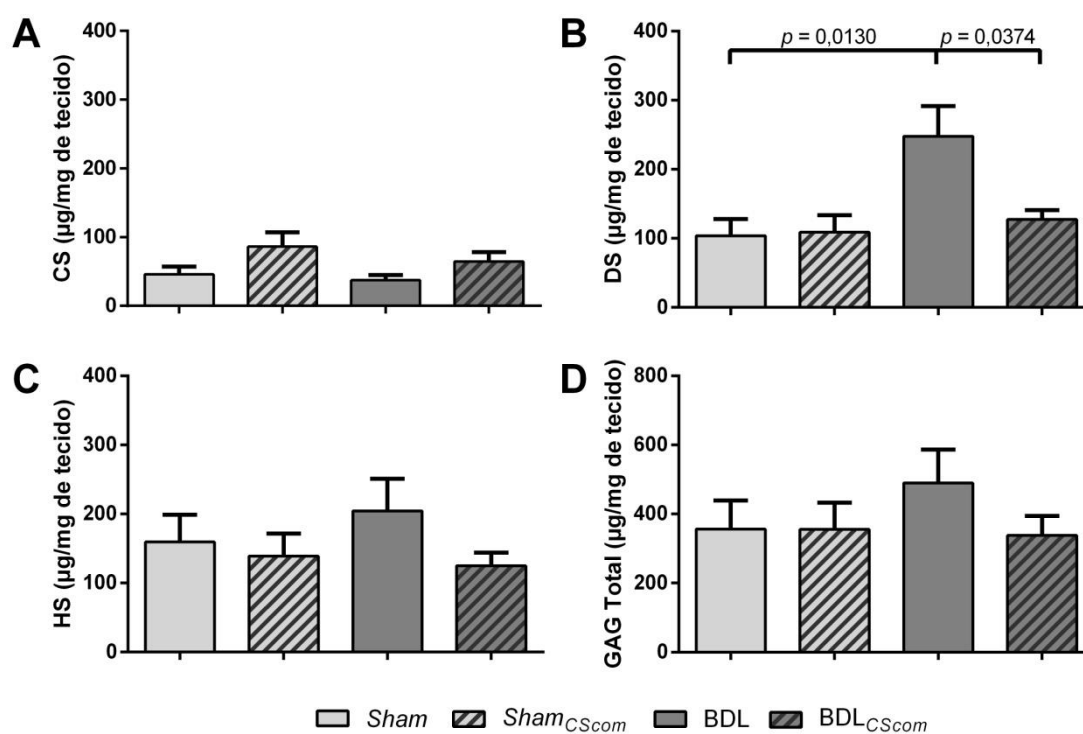 A
CS (µg/mg de tecido)
400
300
200
100
0
B
DS (µg/mg de tecido)
400
300
200
100
0
p = 0,0130
p = 0,0374
C
HS (µg/mg de tecido)
400
300
200
100
0
D
GAG Total (µg/mg de tecido)
800
600
400
200
0
Sham ShamCScom BDL BDLCScom